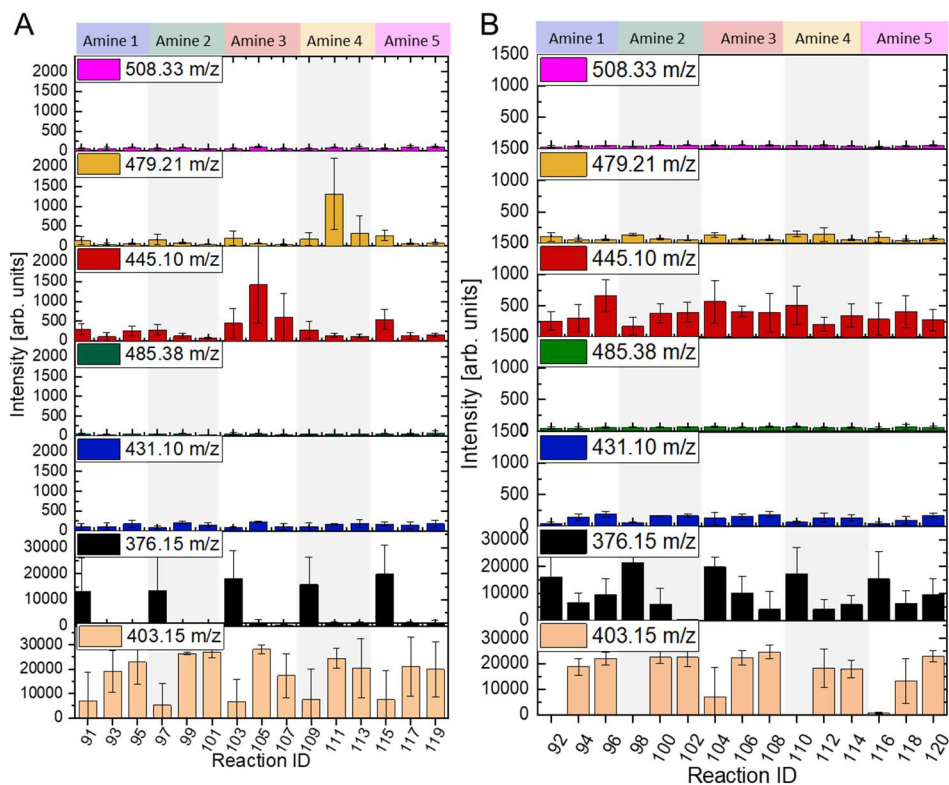 A
Amine 1 Amine 2 Amine 3 Amine 4 Amine 5
Intensity [arb. units]
2000
1500
1000
500
0
508.33 m/z
2000
1500
1000
500
0
479.21 m/z
2000
1500
1000
500
0
445.10 m/z
2000
1500
1000
500
0
485.38 m/z
2000
1500
1000
500
0
431.10 m/z
30000
20000
10000
0
376.15 m/z
30000
20000
10000
0
403.15 m/z
91 93 95 97 99 101 103 105 107 109 111 113 115 117 119
Reaction ID
B
Amine 1 Amine 2 Amine 3 Amine 4 Amine 5
Intensity [arb. units]
1500
1000
500
508.33 m/z
1500
1000
500
479.21 m/z
1500
1000
500
445.10 m/z
1500
1000
500
485.38 m/z
1500
1000
500
0
431.10 m/z
30000
20000
10000
0
376.15 m/z
30000
20000
10000
0
403.15 m/z
92 94 96 98 100 102 104 106 108 110 112 114 116 118 120
Reaction ID